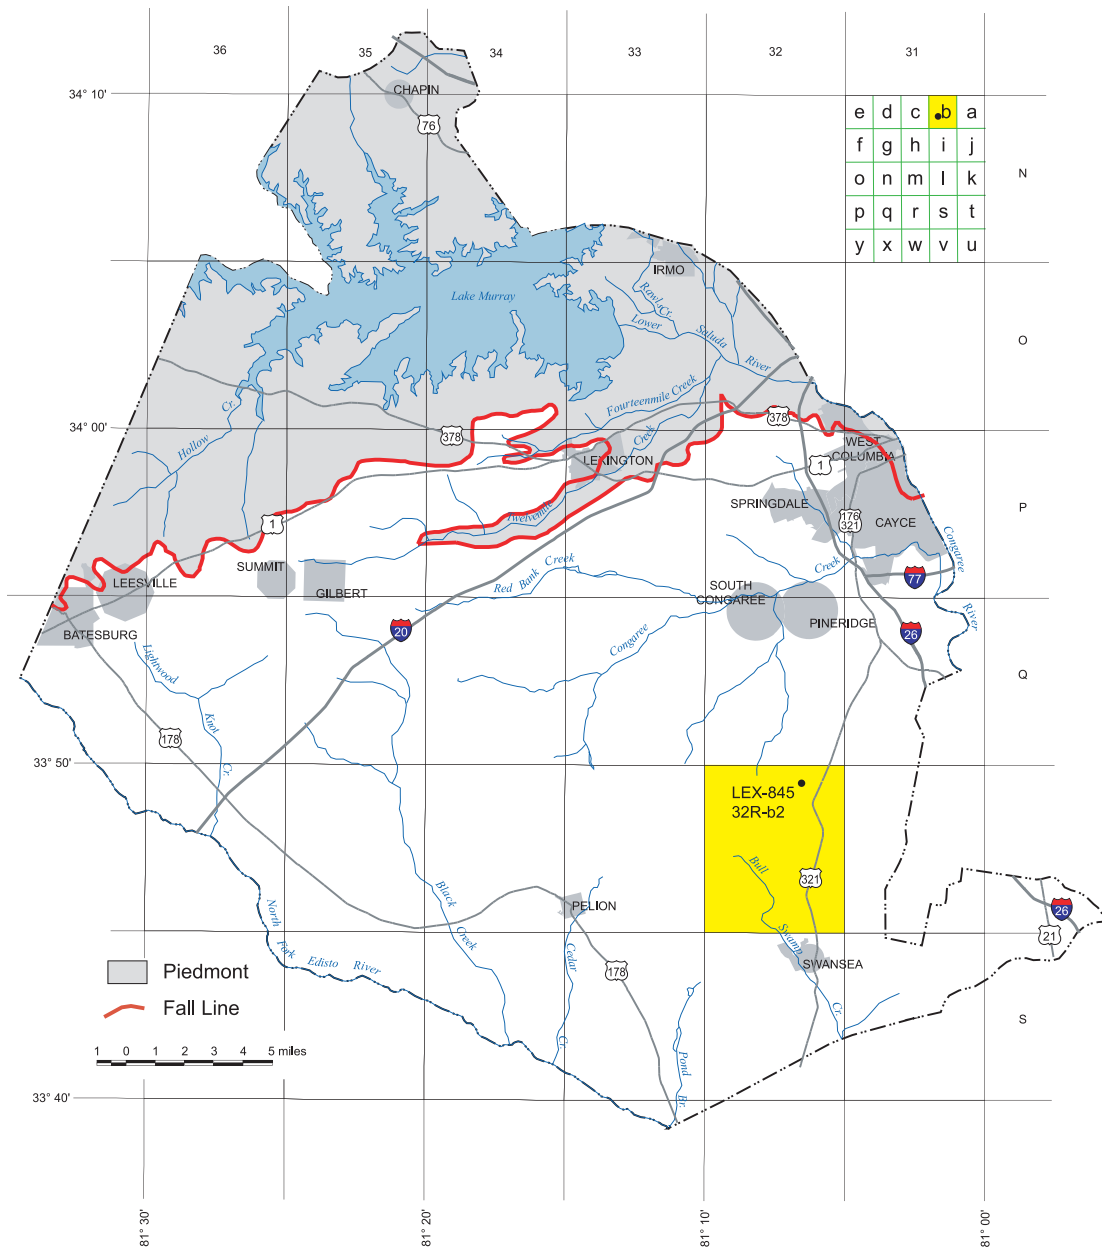 36
35
34
33
32
31
34° 10'
CHAPIN
76
e d c b a
f g h i j
o n m l k
p q r s t
y x w v u
N
IRMO
Lake Murray
Rawl Cr.
Lower Saluda River
O
Fourteenmile Creek
34° 00'
Hollow Cr.
378
378
WEST
COLUMBIA
LEXINGTON
1
Twelvemile Creek
SPRINGDALE
176
321
CAYCE
P
1
Congaree River
SUMMIT
LEESVILLE
GILBERT
Red Bank Creek
Creek
SOUTH
CONGAREE
77
BATESBURG
20
PINERIDGE
26
Congaree
Lightwood Knot Cr.
Q
178
33° 50'
LEX-845
32R-b2
Bull Swamp Cr.
321
Black Creek
PELION
26
21
North Fork Edisto River
Cedar Cr.
178
SWANSEA
Piedmont
Fall Line
S
1 0 1 2 3 4 5 miles
Pond Br.
33° 40'
81° 30'
81° 20'
81° 10'
81° 00'